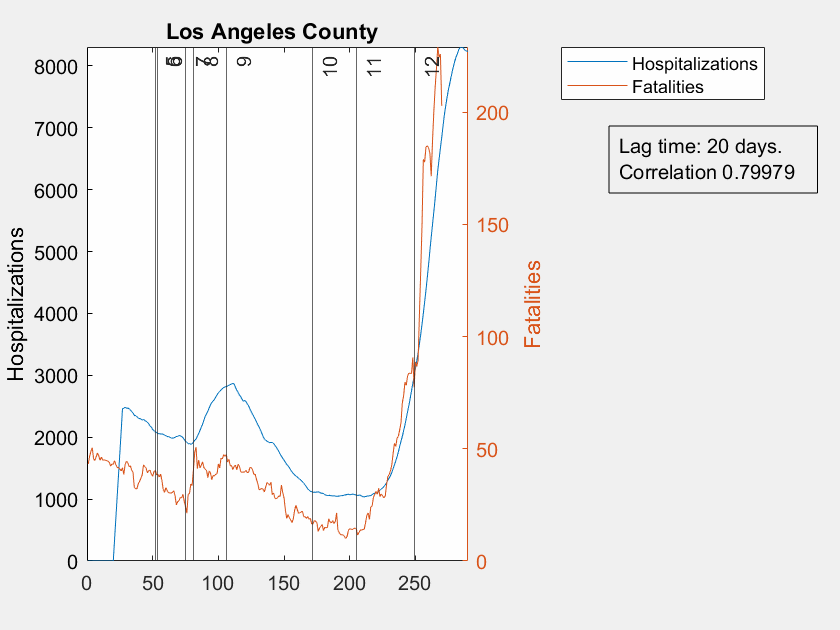 Los Angeles County
Hospitalizations
Fatalities
Lag time: 20 days.
Correlation 0.79979
8000
7000
6000
5000
4000
3000
2000
1000
0
Hospitalizations
5
6
7
8
9
10
11
12
200
150
100
50
0
Fatalities
0 50 100 150 200 250